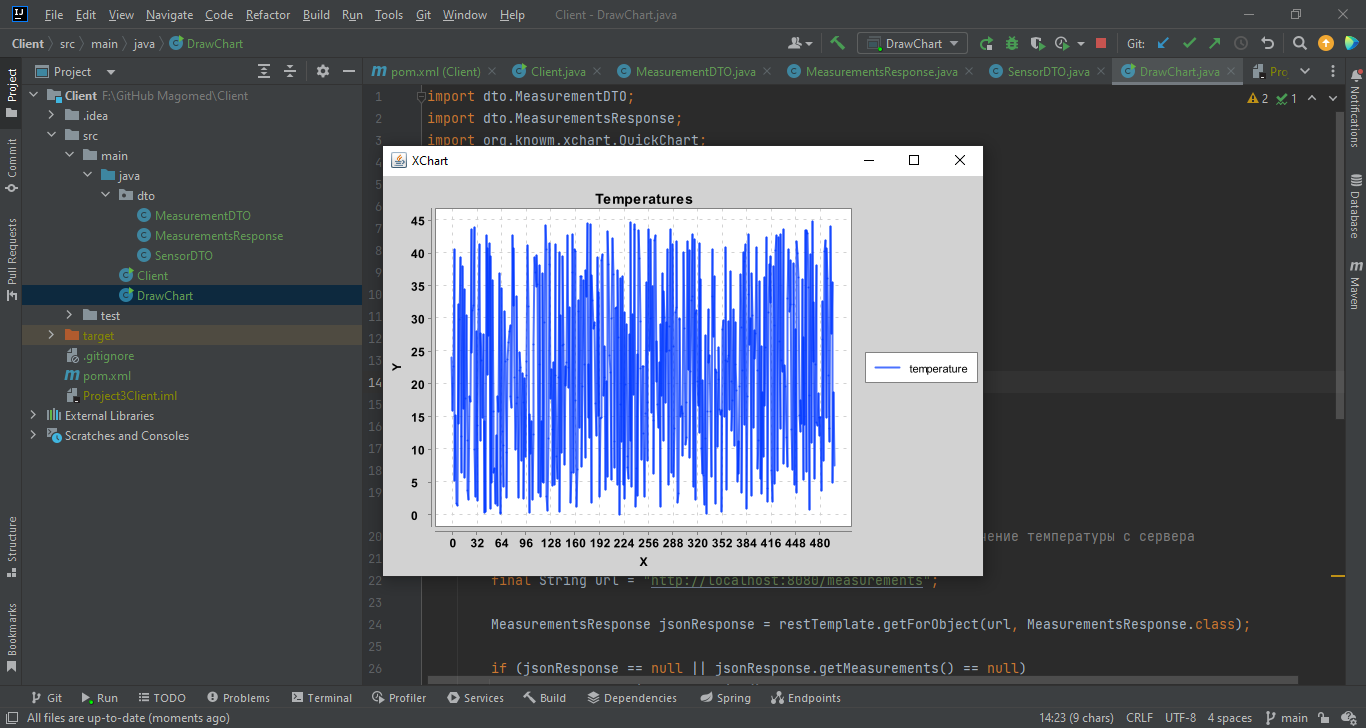 File Edit View Navigate Code Refactor Build Run Tools Git Window Help Client - DrawChart.java
Client src main java DrawChart DrawChart Git:
Project
pom.xml (Client) Client.java MeasurementDTO.java MeasurementsResponse.java SensorDTO.java DrawChart.java Pro
Project
Commit
Pull Requests
Structure
Bookmarks
Client F:\GitHub Magomed\Client
.idea
src
main
java
dto
MeasurementDTO
MeasurementsResponse
SensorDTO
Client
DrawChart
test
target
.gitignore
pom.xml
Project3Client.iml
External Libraries
Scratches and Consoles
1 import dto.MeasurementDTO;
2 import dto.MeasurementsResponse;
3 import org.knowm.xchart.QuickChart;
2 1
4
5
6
7
8
9
10
11
12
13
14
15
16
17
18
19
XChart
Temperatures
45
40
35
30
25
20
15
10
5
0
Y
0 32 64 96 128 160 192 224 256 288 320 352 384 416 448 480
X
temperature
20 чение температуры с сервера
21
22 final String url = "http://localhost:8080/measurements";
23
24 MeasurementsResponse jsonResponse = restTemplate.getForObject(url, MeasurementsResponse.class);
25
26 if (jsonResponse == null || jsonResponse.getMeasurements() == null)
Notifications
Database
Maven
Git Run TODO Problems Terminal Profiler Services Build Dependencies Spring Endpoints
All files are up-to-date (moments ago) 14:23 (9 chars) CRLF UTF-8 4 spaces main